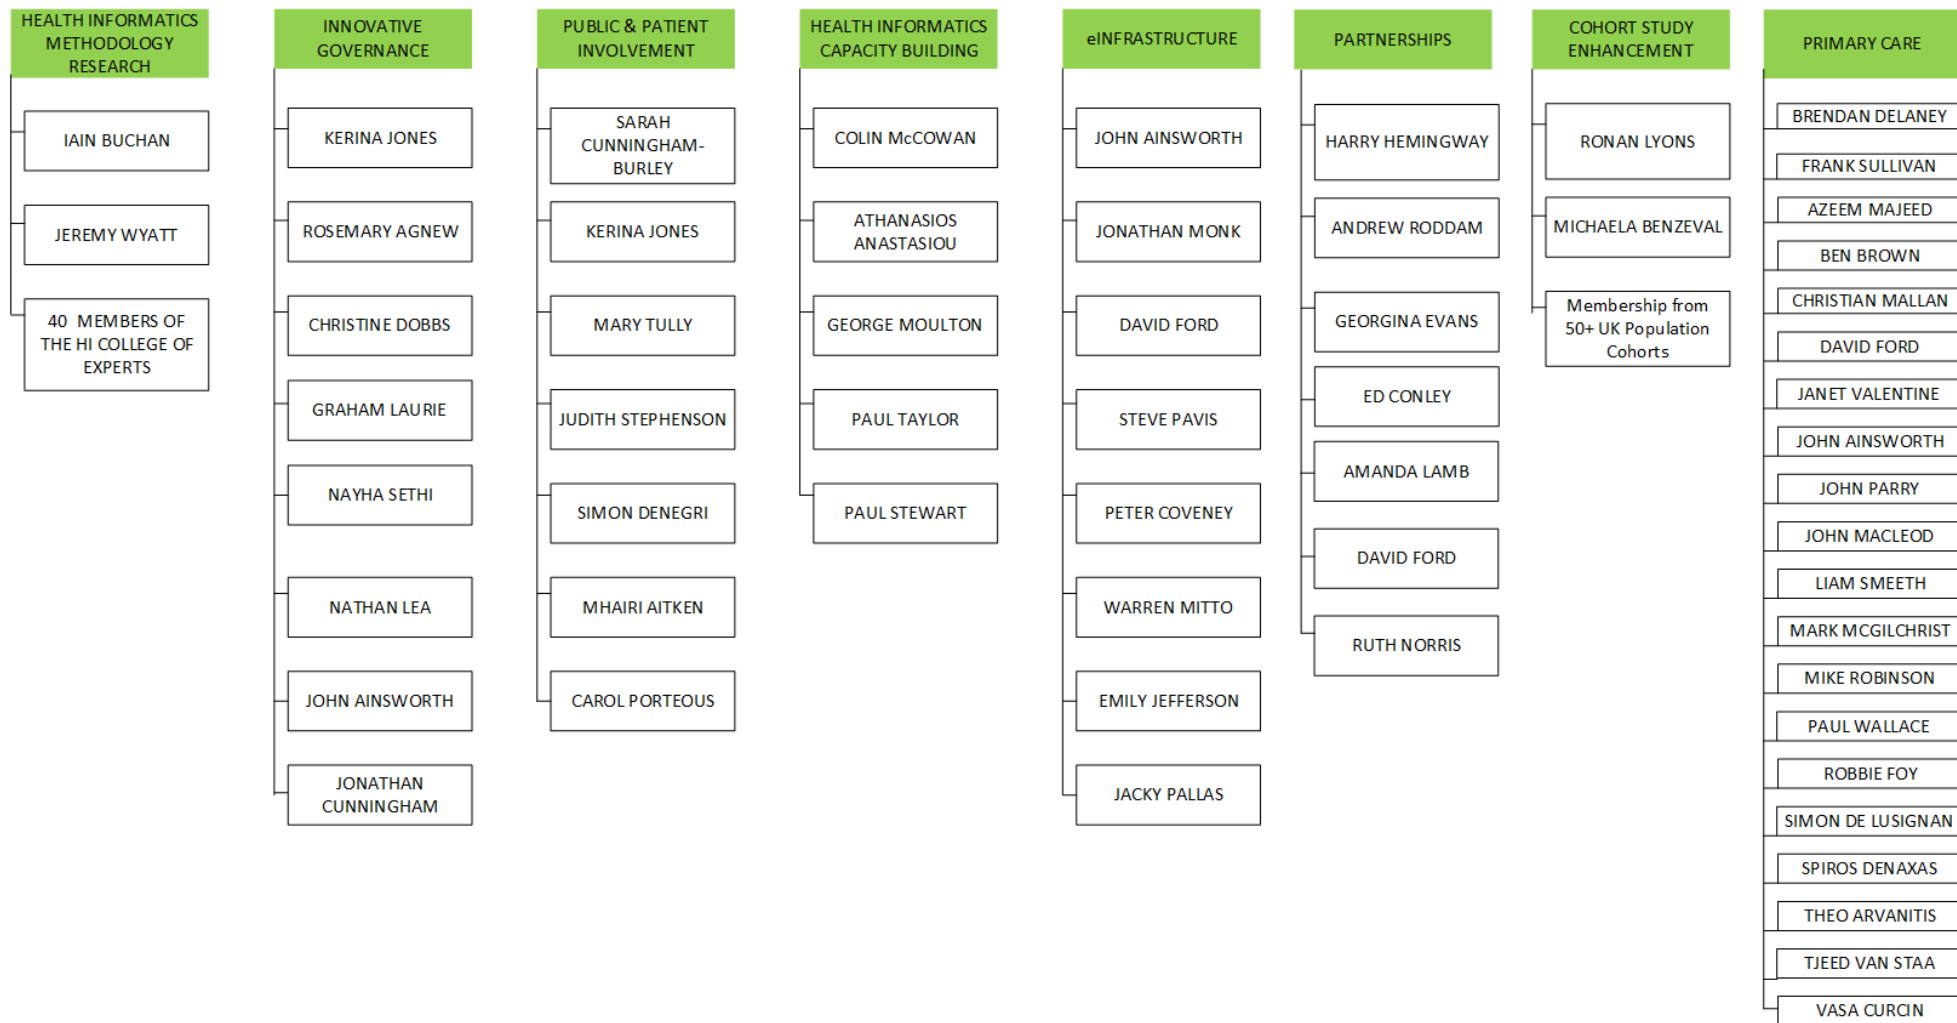 HEALTH INFORMATICS
METHODOLOGY
RESEARCH
IAIN BUCHAN
JEREMY WYATT
40 MEMBERS OF
THE HI COLLEGE OF
EXPERTS
INNOVATIVE
GOVERNANCE
KERINA JONES
ROSEMARY AGNEW
CHRISTINE DOBBS
GRAHAM LAURIE
NAYHA SETHI
NATHAN LEA
JOHN AINSWORTH
JONATHAN
CUNNINGHAM
PUBLIC & PATIENT
INVOLVEMENT
SARAH
CUNNINGHAM-
BURLEY
KERINA JONES
MARY TULLY
JUDITH STEPHENSON
SIMON DENEGRI
MHAIRI AITKEN
CAROL PORTEOUS
HEALTH INFORMATICS
CAPACITY BUILDING
COLIN McCOWAN
ATHANASIOS
ANASTASIOU
GEORGE MOULTON
PAUL TAYLOR
PAUL STEWART
eINFRASTRUCTURE
JOHN AINSWORTH
JONATHAN MONK
DAVID FORD
STEVE PAVIS
PETER COVENEY
WARREN MITTO
EMILY JEFFERSON
JACKY PALLAS
PARTNERSHIPS
HARRY HEMINGWAY
ANDREW RODDAM
GEORGINA EVANS
ED CONLEY
AMANDA LAMB
DAVID FORD
RUTH NORRIS
COHORT STUDY
ENHANCEMENT
RONAN LYONS
MICHAELA BENZEVAL
Membership from
50+ UK Population
Cohorts
PRIMARY CARE
BRENDAN DELANEY
FRANK SULLIVAN
AZEEM MAJEED
BEN BROWN
CHRISTIAN MALLAN
DAVID FORD
JANET VALENTINE
JOHN AINSWORTH
JOHN PARRY
JOHN MACLEOD
LIAM SMEETH
MARK MCGILCHRIST
MIKE ROBINSON
PAUL WALLACE
ROBBIE FOY
SIMON DE LUSIGNAN
SPIROS DENAXAS
THEO ARVANITIS
TJEED VAN STAA
VASA CURCIN